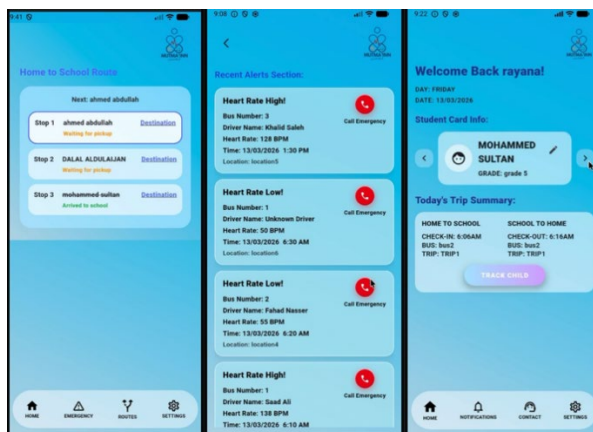 9:41
Home to School Route
Next: ahmed abdullah
Stop 1 ahmed abdullah Destination
Waiting for pickup
Stop 2 DALAL ALDULAIJAN Destination
Waiting for pickup
Stop 3 mohammed sultan Destination
Arrived to school
HOME EMERGENCY ROUTES SETTINGS
9:08
Recent Alerts Section:
Heart Rate High!
Bus Number: 3
Driver Name: Khalid Saleh
Heart Rate: 128 BPM
Time: 13/03/2026 1:30 PM
Location: location5
Call Emergency
Heart Rate Low!
Bus Number: 1
Driver Name: Unknown Driver
Heart Rate: 50 BPM
Time: 13/03/2026 6:30 AM
Location: location6
Call Emergency
Heart Rate Low!
Bus Number: 2
Driver Name: Fahad Nasser
Heart Rate: 55 BPM
Time: 13/03/2026 6:20 AM
Location: location4
Call Emergency
Heart Rate High!
Bus Number: 1
Driver Name: Saad Ali
Heart Rate: 138 BPM
Time: 13/03/2026 6:10 AM
Call Emergency
9:22
Welcome Back rayana!
DAY: FRIDAY
DATE: 13/03/2026
Student Card Info:
MOHAMMED
SULTAN
GRADE: grade 5
Today's Trip Summary:
HOME TO SCHOOL
CHECK-IN: 6:06AM
BUS: bus2
TRIP: TRIP1
SCHOOL TO HOME
CHECK-OUT: 6:16AM
BUS: bus2
TRIP: TRIP1
TRACK CHILD
HOME NOTIFICATIONS CONTACT SETTINGS